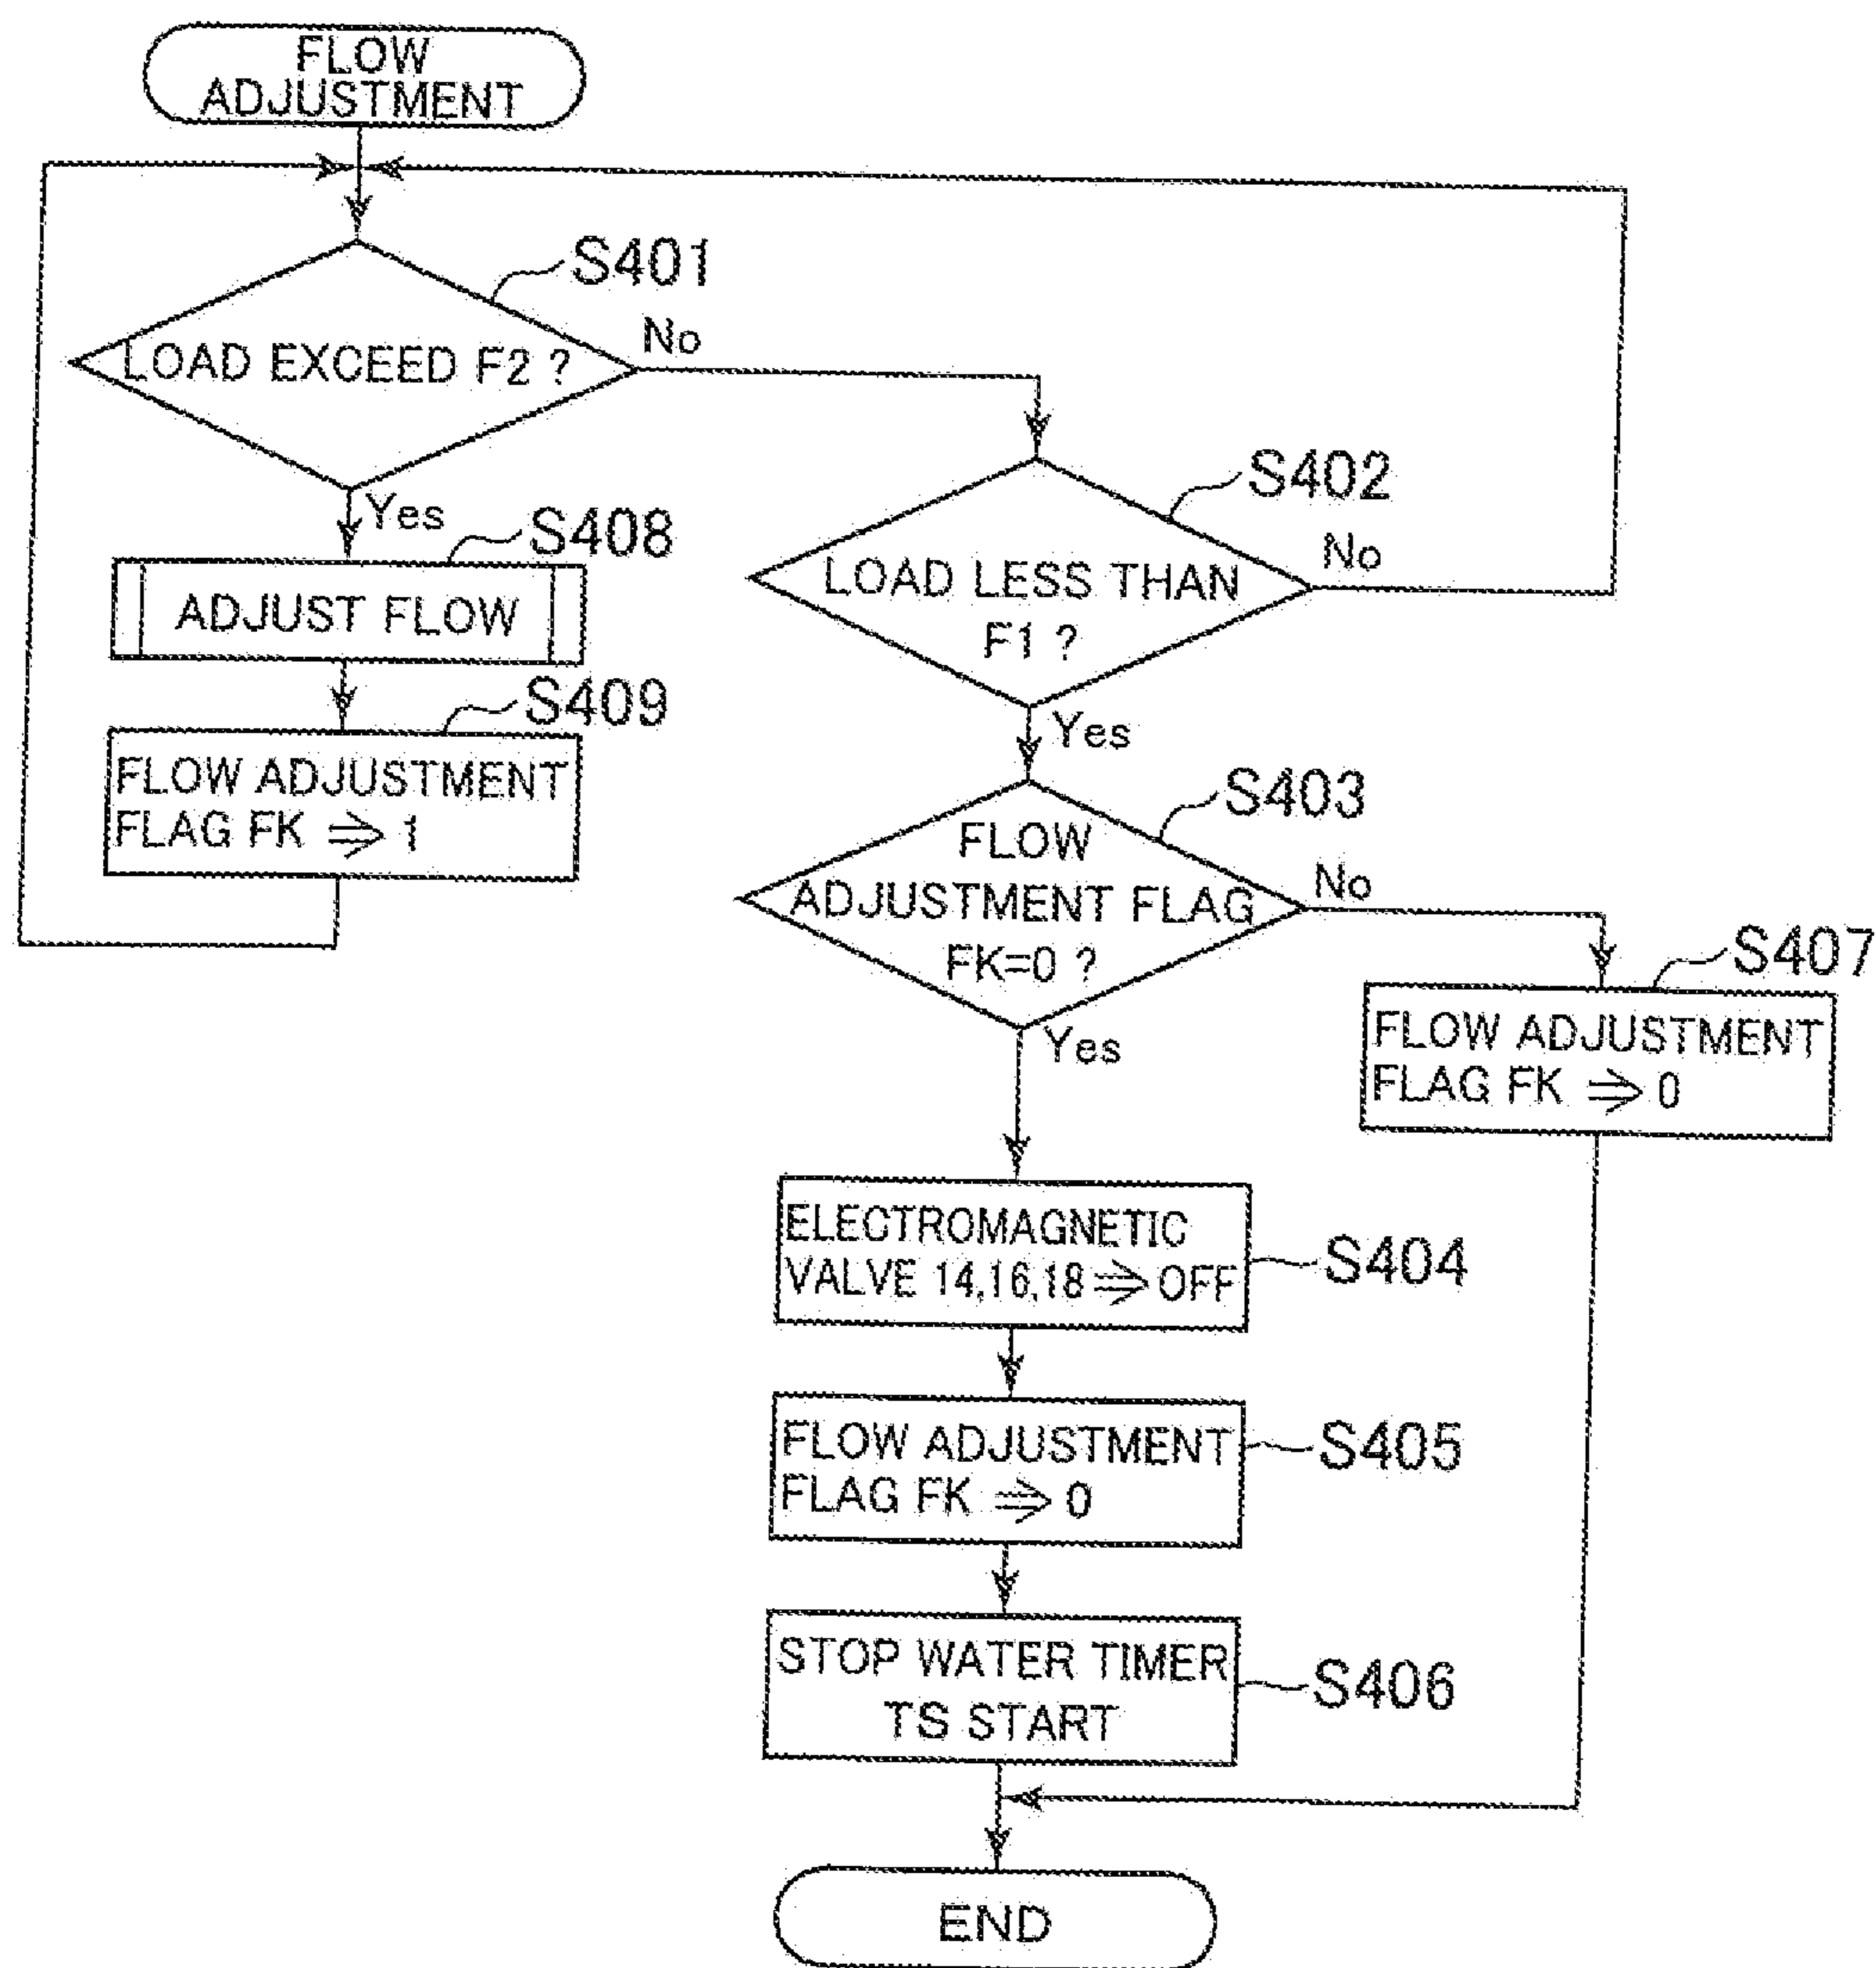 FLOW
ADJUSTMENT
S401
LOAD EXCEED F2 ?
No
Yes
S402
LOAD LESS THAN
F1 ?
No
Yes
S408
ADJUST FLOW
S409
FLOW ADJUSTMENT
FLAG FK ⇒ 1
S403
FLOW
ADJUSTMENT FLAG
FK=0 ?
No
Yes
S407
FLOW ADJUSTMENT
FLAG FK ⇒ 0
ELECTROMAGNETIC
VALVE 14,16,18 ⇒ OFF
S404
FLOW ADJUSTMENT
FLAG FK ⇒ 0
S405
STOP WATER TIMER
TS START
S406
END